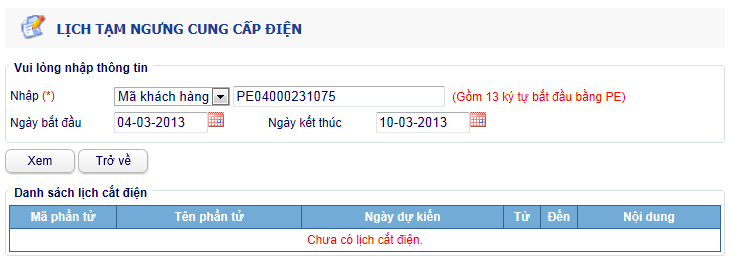 LỊCH TẠM NGƯNG CUNG CẤP ĐIỆN
Vui lòng nhập thông tin
Nhập (*) Mã khách hàng PE04000231075 (Gồm 13 ký tự bắt đầu bằng PE)
Ngày bắt đầu 04-03-2013 Ngày kết thúc 10-03-2013
Xem Trở về
Danh sách lịch cắt điện
Mã phần tử Tên phần tử Ngày dự kiến Từ Đến Nội dung
Chưa có lịch cắt điện.